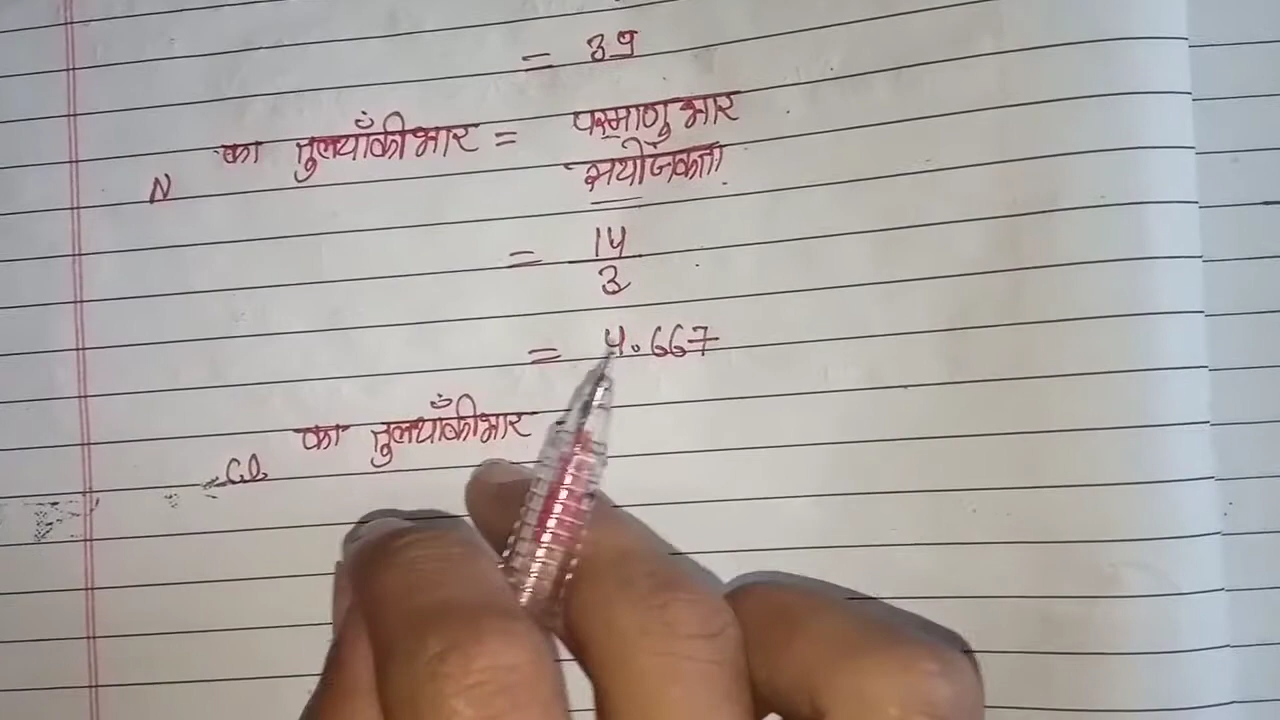 = 39
N का तुल्याँकी भार = परमाणु भार
संयोजकता
= 14
3
= 4.667
Cl का तुल्याँकी भार